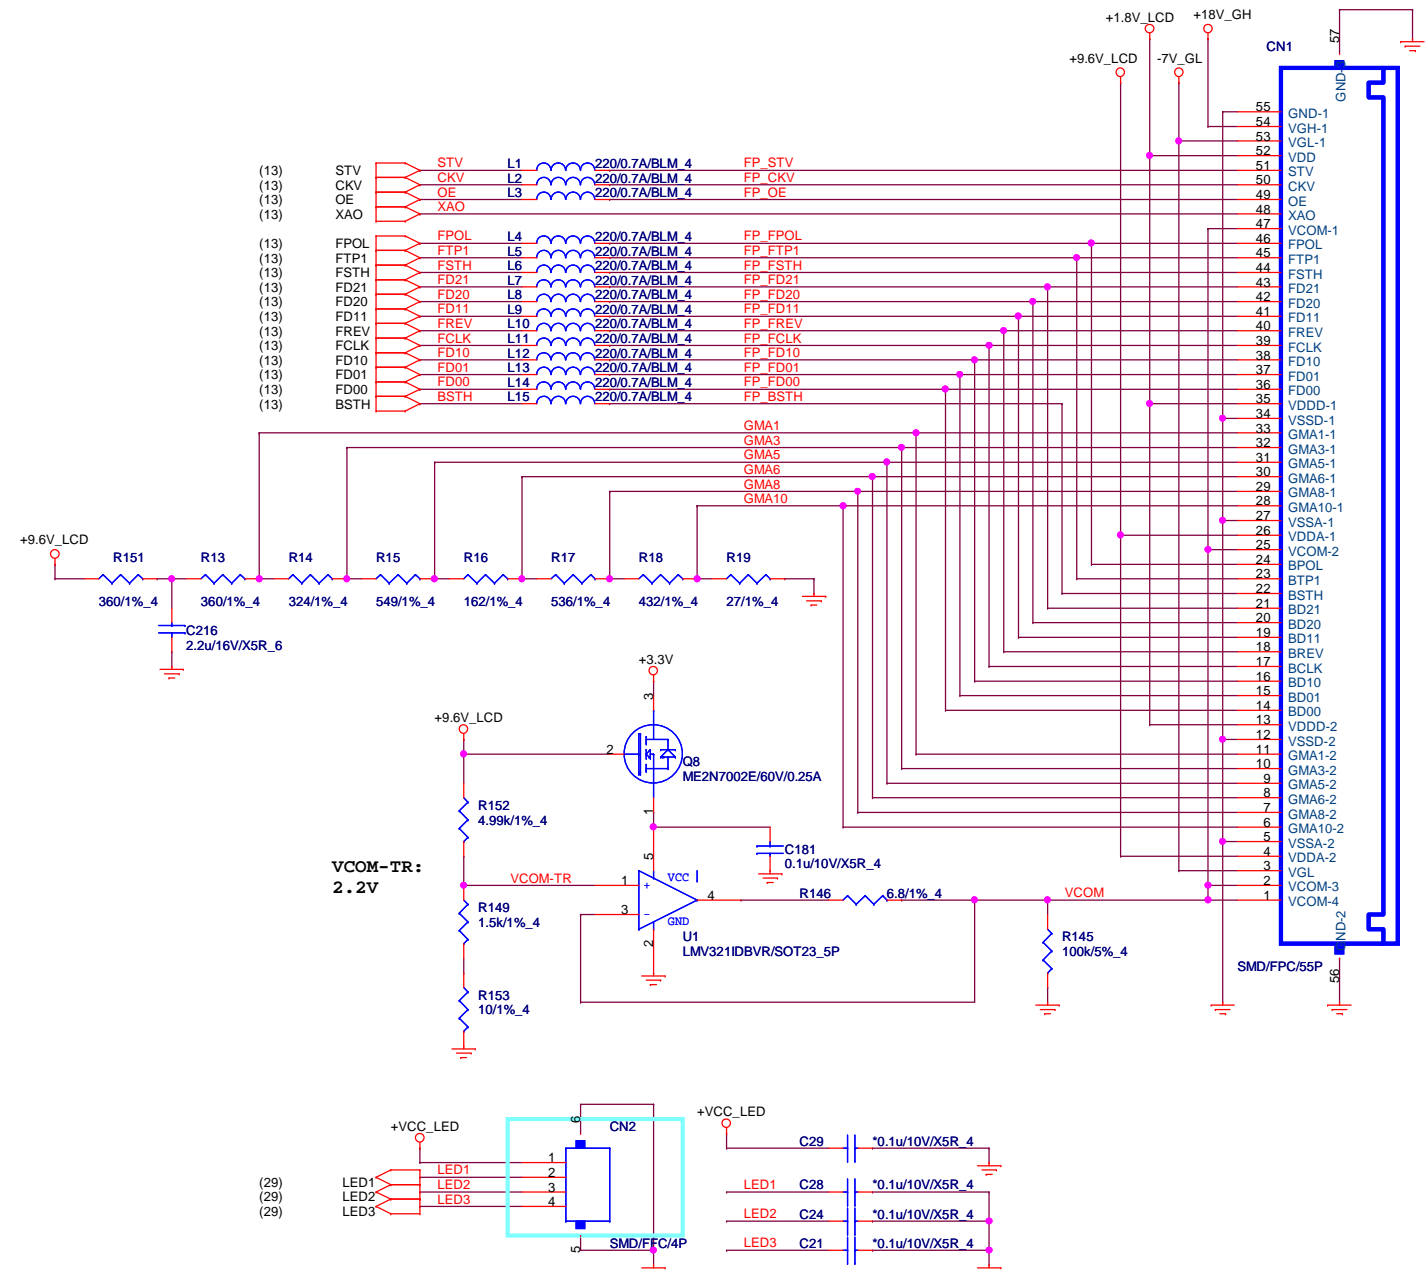 +1.8V_LCD
+18V_GH
+9.6V_LCD
-7V_GL
CN1
57
GND-
55 GND-1
54 VGH-1
53 VGL-1
52 VDD
(13) STV STV L1 220/0.7A/BLM_4 FP_STV 51 STV
(13) CKV CKV L2 220/0.7A/BLM_4 FP_CKV 50 CKV
(13) OE OE L3 220/0.7A/BLM_4 FP_OE 49 OE
(13) XAO XAO 48 XAO
47 VCOM-1
(13) FPOL FPOL L4 220/0.7A/BLM_4 FP_FPOL 46 FPOL
(13) FTP1 FTP1 L5 220/0.7A/BLM_4 FP_FTP1 45 FTP1
(13) FSTH FSTH L6 220/0.7A/BLM_4 FP_FSTH 44 FSTH
(13) FD21 FD21 L7 220/0.7A/BLM_4 FP_FD21 43 FD21
(13) FD20 FD20 L8 220/0.7A/BLM_4 FP_FD20 42 FD20
(13) FD11 FD11 L9 220/0.7A/BLM_4 FP_FD11 41 FD11
(13) FREV FREV L10 220/0.7A/BLM_4 FP_FREV 40 FREV
(13) FCLK FCLK L11 220/0.7A/BLM_4 FP_FCLK 39 FCLK
(13) FD10 FD10 L12 220/0.7A/BLM_4 FP_FD10 38 FD10
(13) FD01 FD01 L13 220/0.7A/BLM_4 FP_FD01 37 FD01
(13) FD00 FD00 L14 220/0.7A/BLM_4 FP_FD00 36 FD00
(13) BSTH BSTH L15 220/0.7A/BLM_4 FP_BSTH 35 VDDD-1
34 VSSD-1
GMA1 33 GMA1-1
GMA3 32 GMA3-1
GMA5 31 GMA5-1
GMA6 30 GMA6-1
GMA8 29 GMA8-1
GMA10 28 GMA10-1
27 VSSA-1
26 VDDA-1
25 VCOM-2
24 BPOL
23 BTP1
22 BSTH
21 BD21
20 BD20
19 BD11
18 BREV
17 BCLK
16 BD10
15 BD01
14 BD00
13 VDDD-2
12 VSSD-2
11 GMA1-2
10 GMA3-2
9 GMA5-2
8 GMA6-2
7 GMA8-2
6 GMA10-2
5 VSSA-2
4 VDDA-2
3 VGL
2 VCOM-3
1 VCOM-4
ND-2
56
SMD/FPC/55P
+9.6V_LCD
R151 R13 R14 R15 R16 R17 R18 R19
360/1%_4 360/1%_4 324/1%_4 549/1%_4 162/1%_4 536/1%_4 432/1%_4 27/1%_4
C216
2.2u/16V/X5R_6
+3.3V
3
+9.6V_LCD
2
Q8
ME2N7002E/60V/0.25A
1
R152
4.99k/1%_4
C181
0.1u/10V/X5R_4
VCOM-TR:
2.2V
VCOM-TR
1 + 5 VCC
3 - GND 2
4
R146 6.8/1%_4
VCOM
U1
LMV321IDBVR/SOT23_5P
R149
1.5k/1%_4
R145
100k/5%_4
R153
10/1%_4
+VCC_LED
6
CN2
1
(29) LED1 LED1 2
(29) LED2 LED2 3
(29) LED3 LED3 4
5
SMD/FFC/4P
+VCC_LED
C29 *0.1u/10V/X5R_4
LED1 C28 *0.1u/10V/X5R_4
LED2 C24 *0.1u/10V/X5R_4
LED3 C21 *0.1u/10V/X5R_4